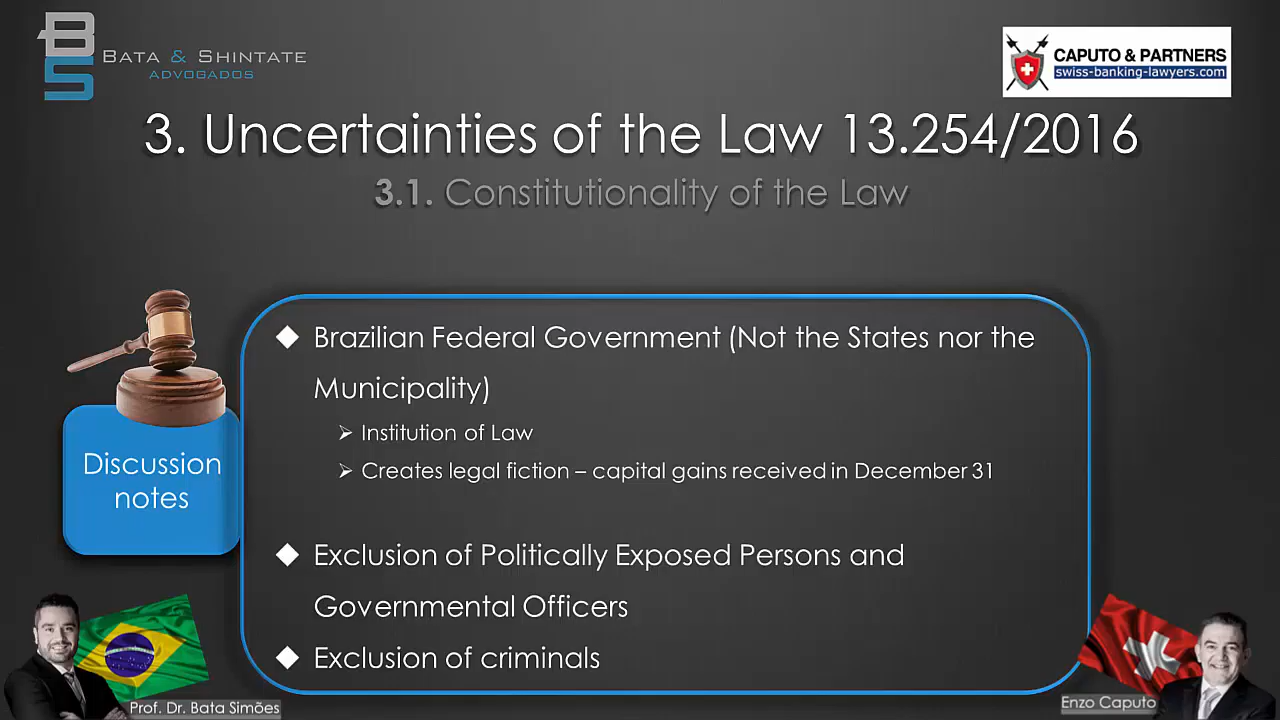 BS
BATA & SHINTATE
ADVOGADOS
CAPUTO & PARTNERS
swiss-banking-lawyers.com
3. Uncertainties of the Law 13.254/2016
3.1. Constitutionality of the Law
Discussion
notes
Brazilian Federal Government (Not the States nor the
Municipality)
Institution of Law
Creates legal fiction – capital gains received in December 31
Exclusion of Politically Exposed Persons and
Governmental Officers
Exclusion of criminals
Prof. Dr. Bata Simões
Enzo Caputo